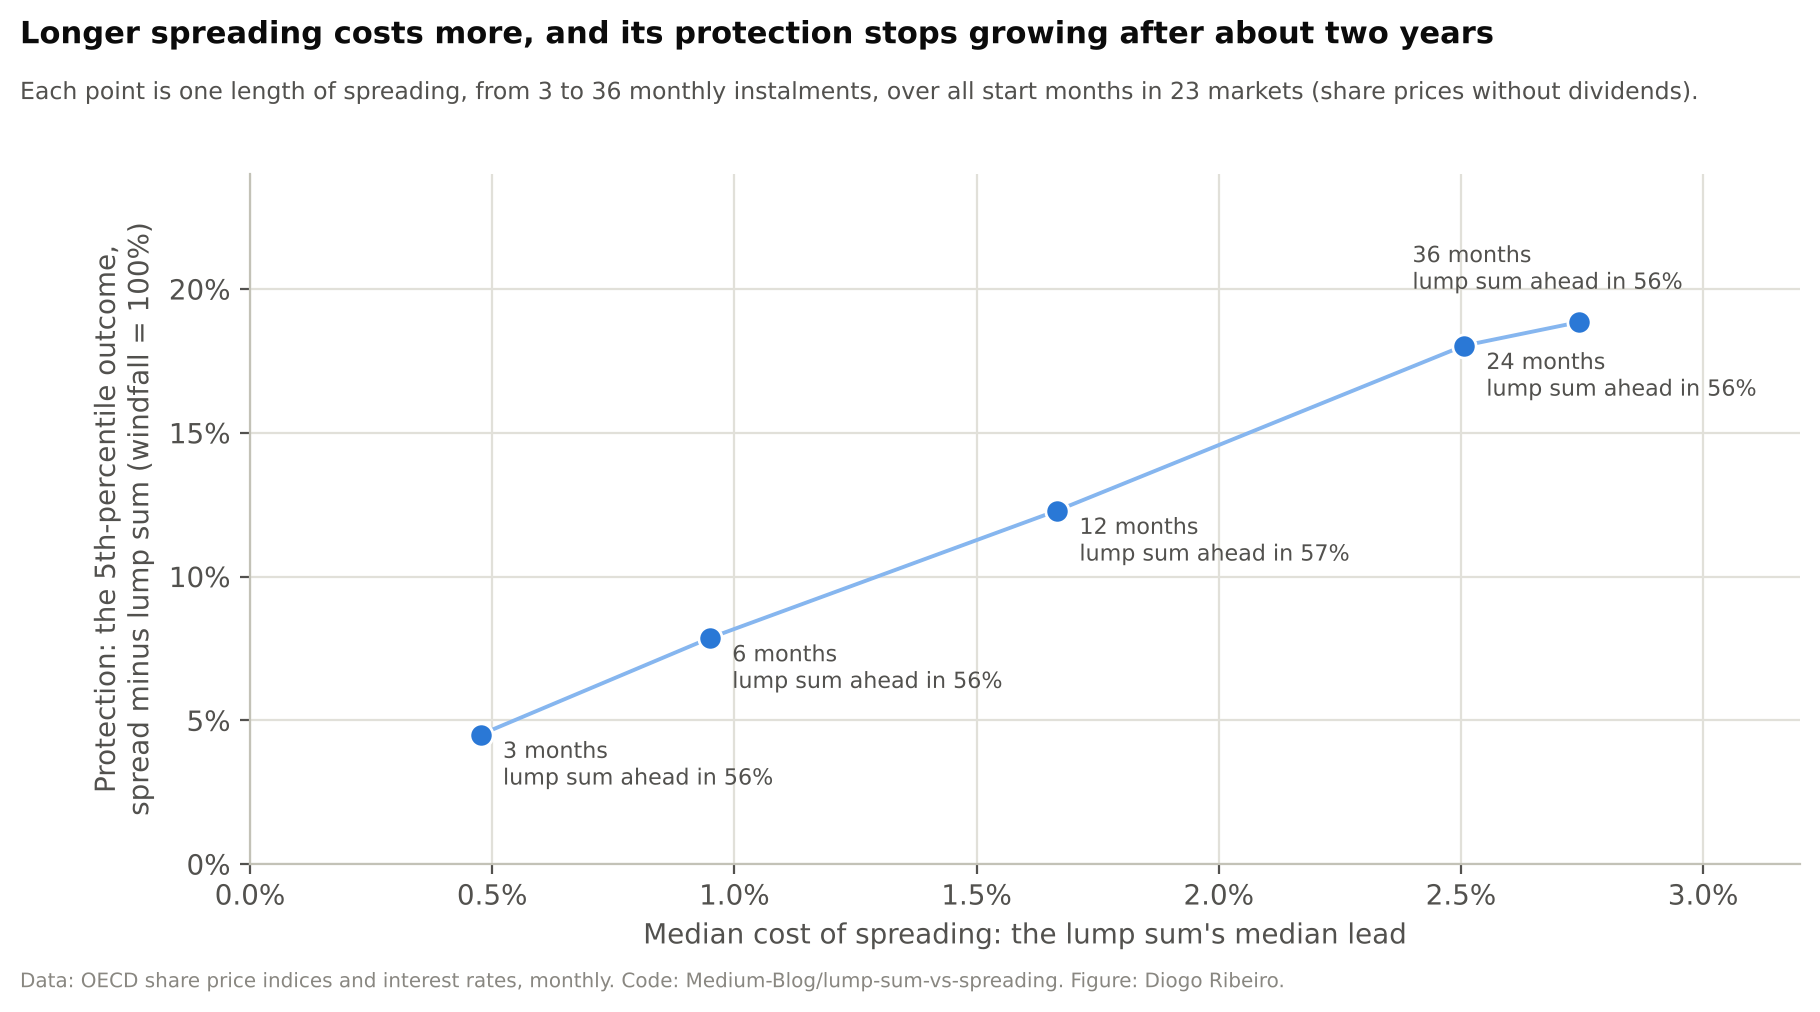 Longer spreading costs more, and its protection stops growing after about two years
Each point is one length of spreading, from 3 to 36 monthly instalments, over all start months in 23 markets (share prices without dividends).
Protection: the 5th-percentile outcome,
spread minus lump sum (windfall = 100%)
20%
15%
10%
5%
0%
36 months
lump sum ahead in 56%
24 months
lump sum ahead in 56%
12 months
lump sum ahead in 57%
6 months
lump sum ahead in 56%
3 months
lump sum ahead in 56%
0.0%
0.5%
1.0%
1.5%
2.0%
2.5%
3.0%
Median cost of spreading: the lump sum's median lead
Data: OECD share price indices and interest rates, monthly. Code: Medium-Blog/lump-sum-vs-spreading. Figure: Diogo Ribeiro.